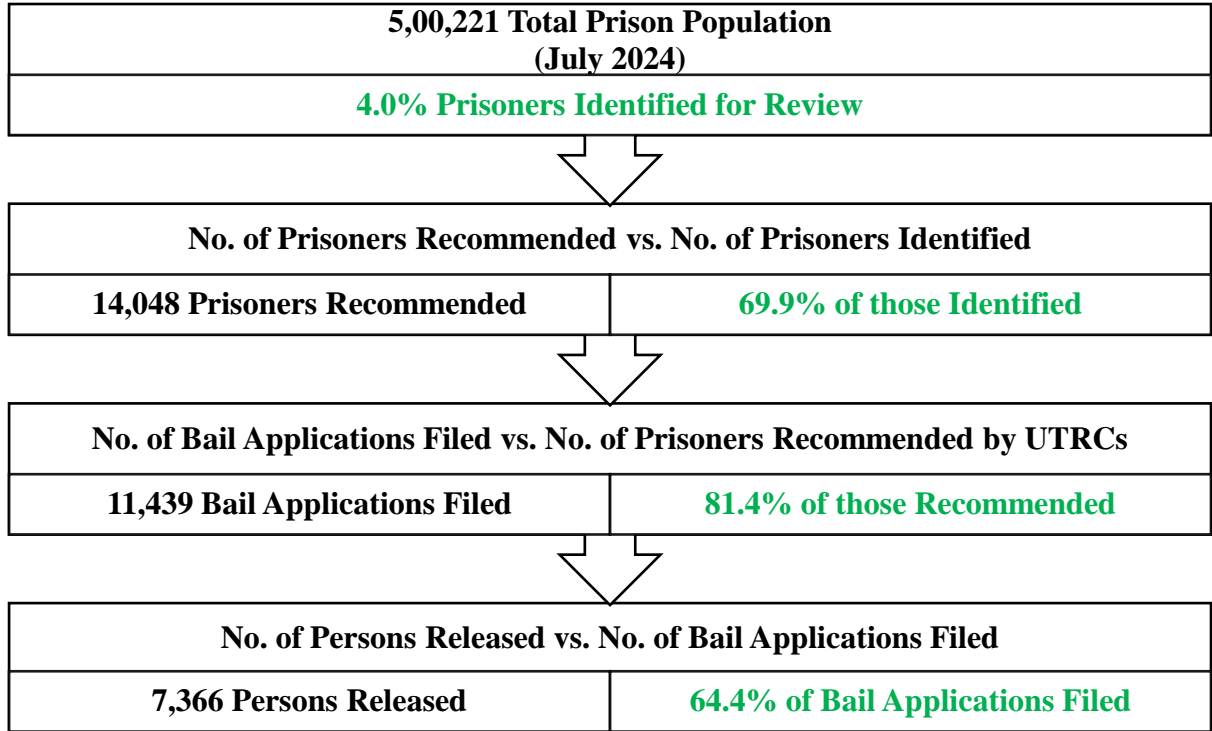 5,00,221 Total Prison Population
(July 2024)
4.0% Prisoners Identified for Review
No. of Prisoners Recommended vs. No. of Prisoners Identified
14,048 Prisoners Recommended
69.9% of those Identified
No. of Bail Applications Filed vs. No. of Prisoners Recommended by UTRCs
11,439 Bail Applications Filed
81.4% of those Recommended
No. of Persons Released vs. No. of Bail Applications Filed
7,366 Persons Released
64.4% of Bail Applications Filed